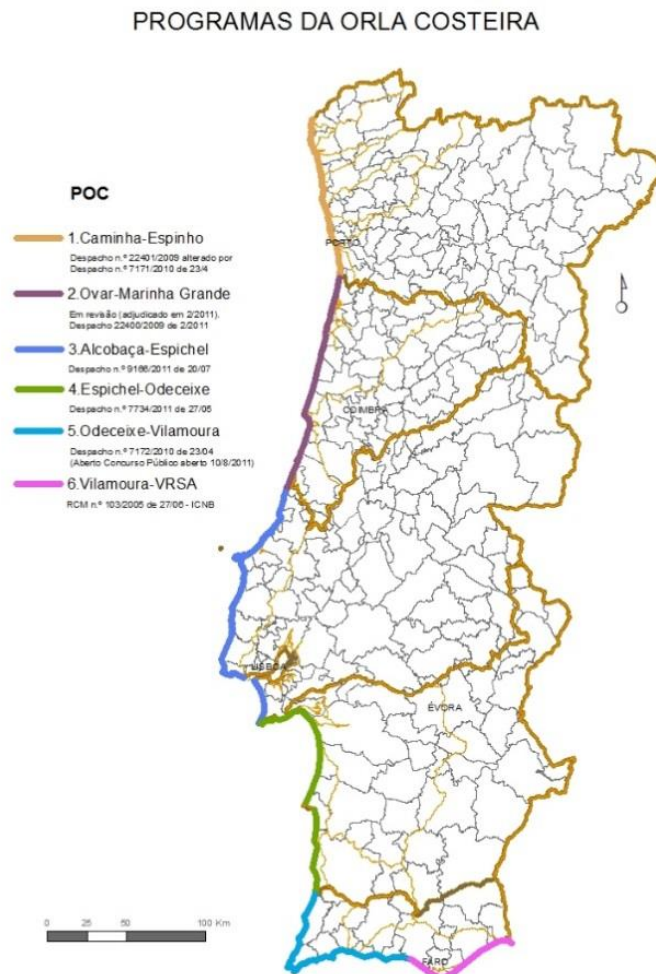 PROGRAMAS DA ORLA COSTEIRA
POC
1.Caminha-Espinho
Despacho n.º 22401/2009 alterado por
Despacho n.º 7171/2010 de 23/4
2.Ovar-Marinha Grande
Em revisão (adjudicado em 2/2011).
Despacho 22400/2009 de 2/2011
3.Alcobaça-Espichel
Despacho n.º 9166/2011 de 20/07
4.Espichel-Odeceixe
Despacho n.º 7734/2011 de 27/05
5.Odeceixe-Vilamoura
Despacho n.º 7172/2010 de 23/04
(Aberto Concurso Público aberto 10/8/2011)
6.Vilamoura-VRSA
RCM n.º 103/2005 de 27/06 - ICNB
PORTO
COIMBRA
LISBOA
ÉVORA
FARO
0 25 50 100 Km